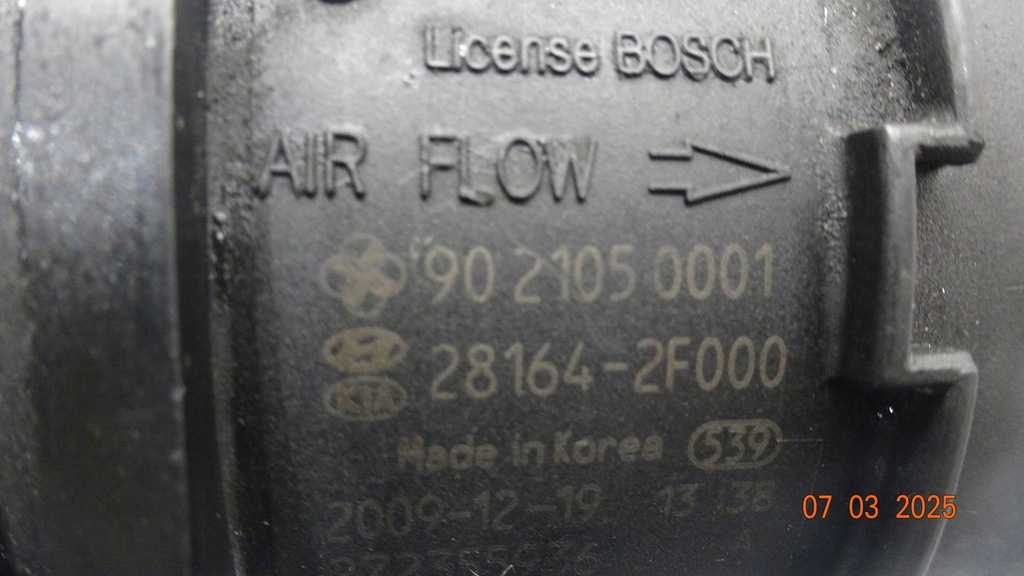 License BOSCH
AIR FLOW
90 2105 0001
28164-2F000
KIA
Made in Korea 539
2009-12-19 13:38
A
07 03 2025